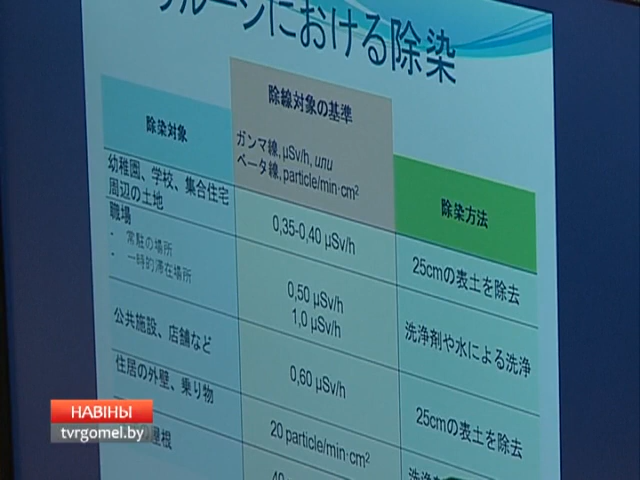 における除染
除染対象
除線対象の基準
ガンマ線, μSv/h, или
ベータ線, particle/min·cm²
除染方法
幼稚園、学校、集合住宅
周辺の土地
0,35-0,40 μSv/h
25cmの表土を除去
職場
- 常駐の場所
- 一時的滞在場所
0,50 μSv/h
1,0 μSv/h
洗浄剤や水による洗浄
公共施設、店舗など
0,60 μSv/h
25cmの表土を除去
住居の外壁、乗り物
20 particle/min·cm²
屋根
НАВІНЫ
tvrgomel.by